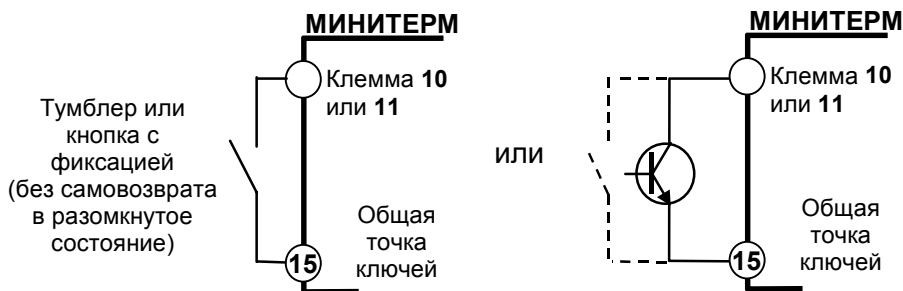 МИНИТЕРМ
Клемма 10
или 11
Тумблер или
кнопка с
фиксацией
(без самовозврата
в разомкнутое
состояние)
Общая
точка
ключей
15
или
МИНИТЕРМ
Клемма 10
или 11
Общая
точка
ключей
15